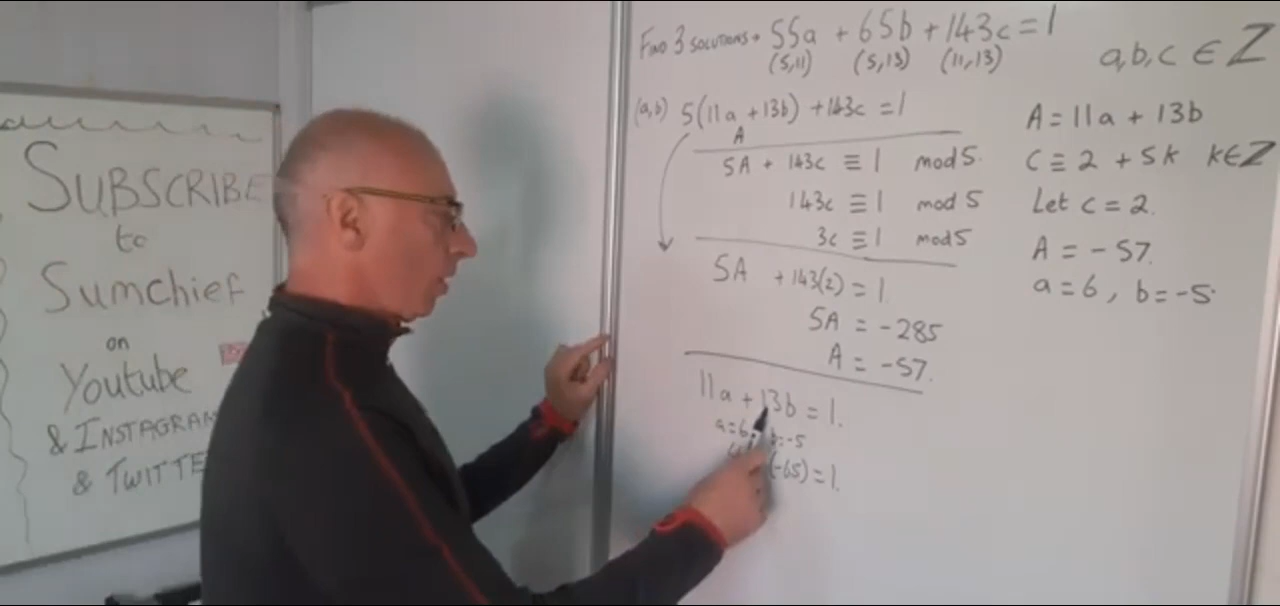 SUBSCRIBE
to
Sumchief
on
Youtube
& INSTAGRAM
& TWITTE
FIND 3 SOLUTIONS → 55a + 65b + 143c = 1
(5,11) (5,13) (11,13)
a,b,c ∈ Z
(a,b) 5(11a + 13b) + 143c = 1
A
5A + 143c ≡ 1 mod 5.
143c ≡ 1 mod 5
3c ≡ 1 mod 5
5A + 143(2) = 1
5A = -285
A = -57.
11a + 13b = 1.
a=6, b=-5
(-65) = 1.
A = 11a + 13b
C ≡ 2 + 5k k∈Z
Let c = 2.
A = -57.
a = 6, b = -5.